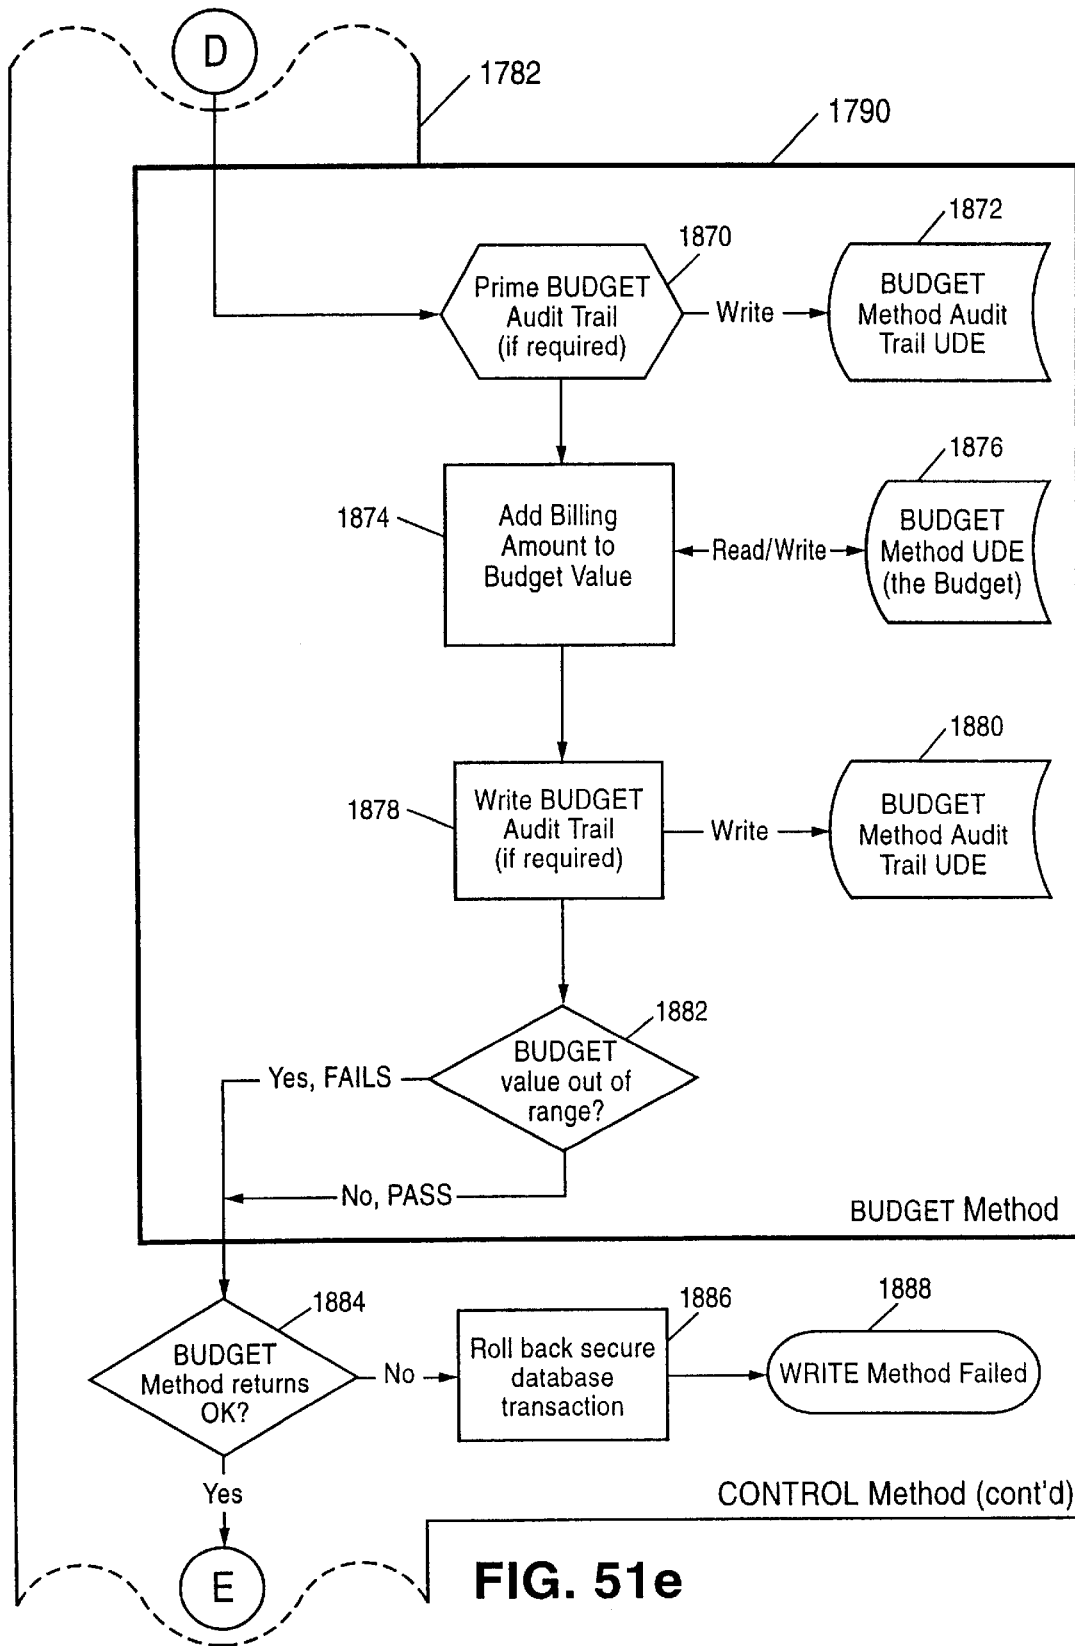 D
1782
1790
1872
1870
Prime BUDGET
Audit Trail
(if required)
Write
BUDGET
Method Audit
Trail UDE
1876
1874
Add Billing
Amount to
Budget Value
Read/Write
BUDGET
Method UDE
(the Budget)
1880
1878
Write BUDGET
Audit Trail
(if required)
Write
BUDGET
Method Audit
Trail UDE
1882
BUDGET
value out of
range?
Yes, FAILS
No, PASS
BUDGET Method
1884
BUDGET
Method returns
OK?
No
1886
Roll back secure
database
transaction
1888
WRITE Method Failed
Yes
CONTROL Method (cont'd)
E
FIG. 51e